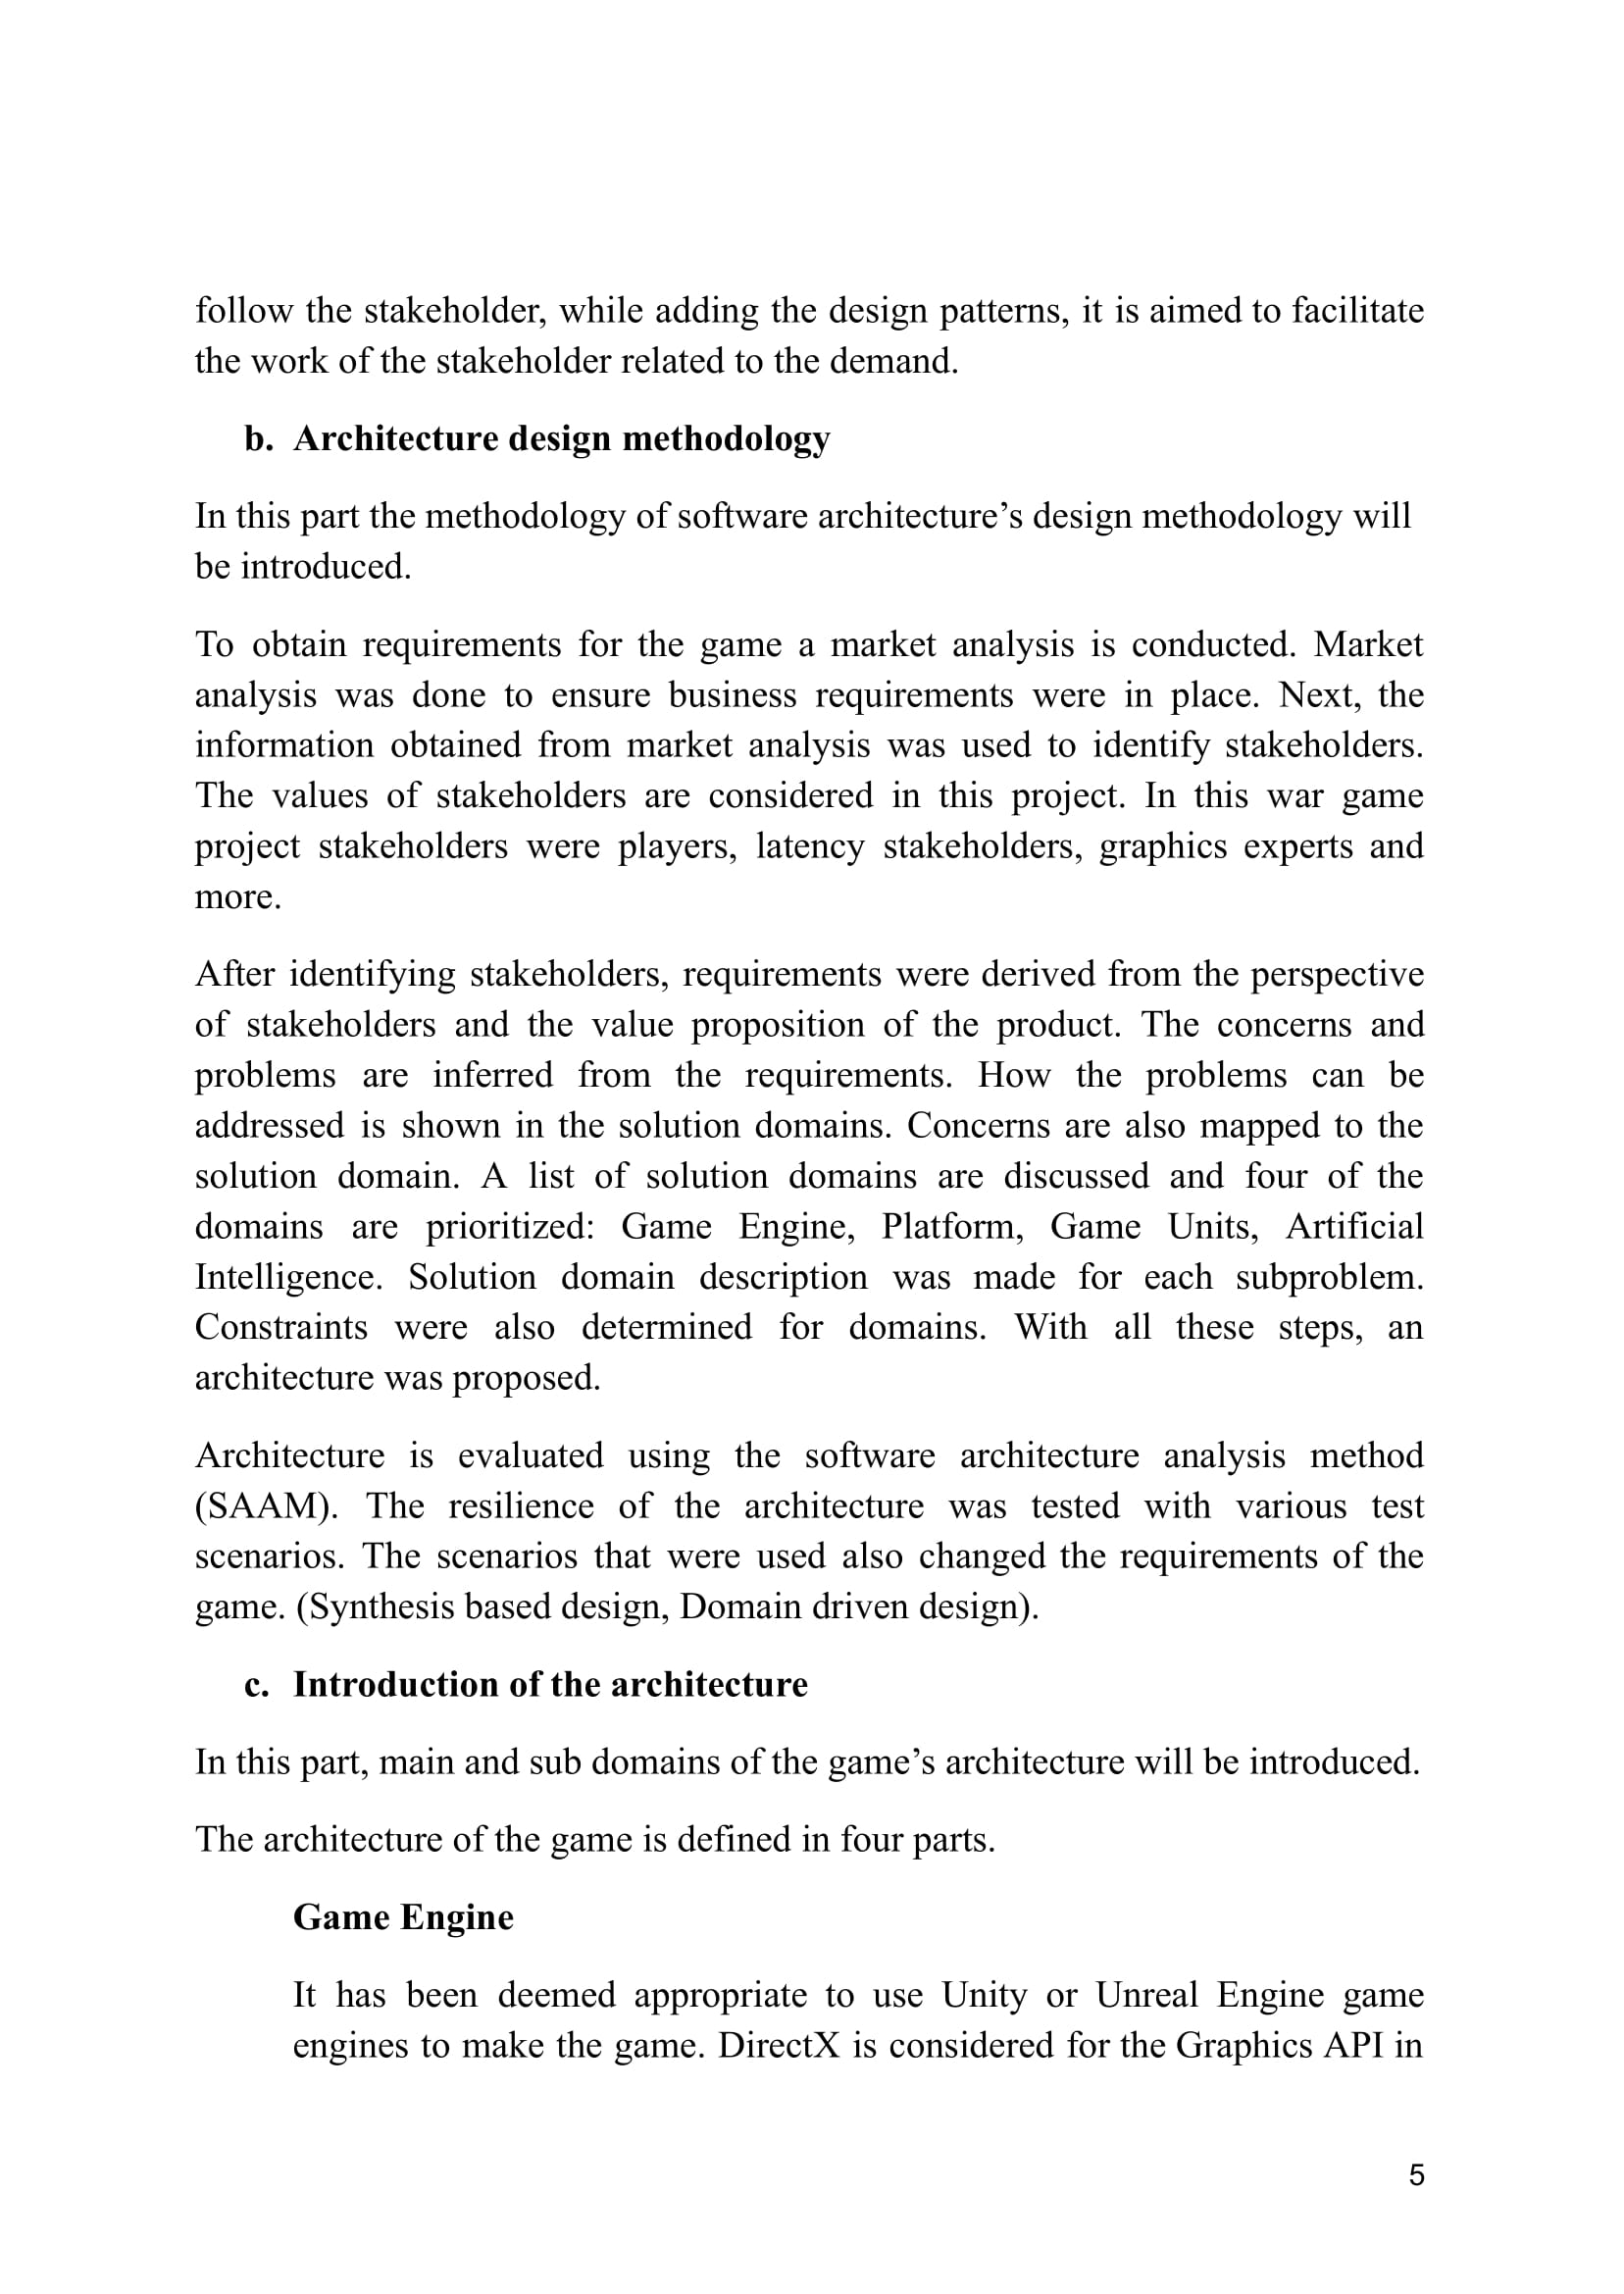 follow the stakeholder, while adding the design patterns, it is aimed to facilitate
the work of the stakeholder related to the demand.
b. Architecture design methodology
In this part the methodology of software architecture’s design methodology will
be introduced.
To obtain requirements for the game a market analysis is conducted. Market
analysis was done to ensure business requirements were in place. Next, the
information obtained from market analysis was used to identify stakeholders.
The values of stakeholders are considered in this project. In this war game
project stakeholders were players, latency stakeholders, graphics experts and
more.
After identifying stakeholders, requirements were derived from the perspective
of stakeholders and the value proposition of the product. The concerns and
problems are inferred from the requirements. How the problems can be
addressed is shown in the solution domains. Concerns are also mapped to the
solution domain. A list of solution domains are discussed and four of the
domains are prioritized: Game Engine, Platform, Game Units, Artificial
Intelligence. Solution domain description was made for each subproblem.
Constraints were also determined for domains. With all these steps, an
architecture was proposed.
Architecture is evaluated using the software architecture analysis method
(SAAM). The resilience of the architecture was tested with various test
scenarios. The scenarios that were used also changed the requirements of the
game. (Synthesis based design, Domain driven design).
c. Introduction of the architecture
In this part, main and sub domains of the game’s architecture will be introduced.
The architecture of the game is defined in four parts.
Game Engine
It has been deemed appropriate to use Unity or Unreal Engine game
engines to make the game. DirectX is considered for the Graphics API in
5